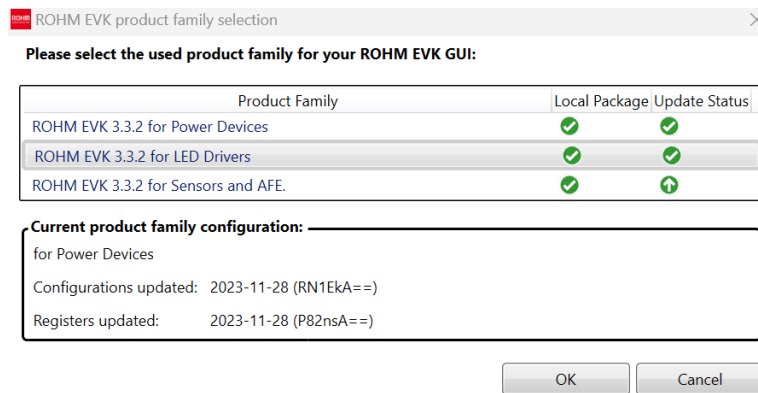 ROHM
ROHM EVK product family selection
Please select the used product family for your ROHM EVK GUI:
Product Family Local Package Update Status
ROHM EVK 3.3.2 for Power Devices
ROHM EVK 3.3.2 for LED Drivers
ROHM EVK 3.3.2 for Sensors and AFE.
Current product family configuration:
for Power Devices
Configurations updated: 2023-11-28 (RN1EkA==)
Registers updated: 2023-11-28 (P82nsA==)
OK Cancel